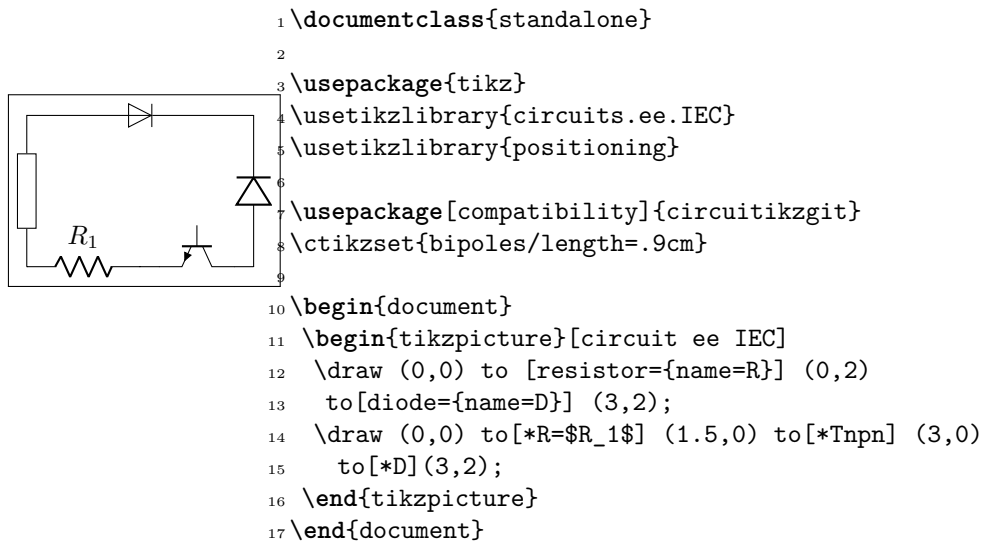 R₁
1 \documentclass{standalone}
2
3 \usepackage{tikz}
4 \usetikzlibrary{circuits.ee.IEC}
5 \usetikzlibrary{positioning}
6
7 \usepackage[compatibility]{circuitikzgit}
8 \ctikzset{bipoles/length=.9cm}
9
10 \begin{document}
11  \begin{tikzpicture}[circuit ee IEC]
12   \draw (0,0) to [resistor={name=R}] (0,2)
13    to[diode={name=D}] (3,2);
14   \draw (0,0) to[*R=$R_1$] (1.5,0) to[*Tnpn] (3,0)
15     to[*D](3,2);
16  \end{tikzpicture}
17 \end{document}